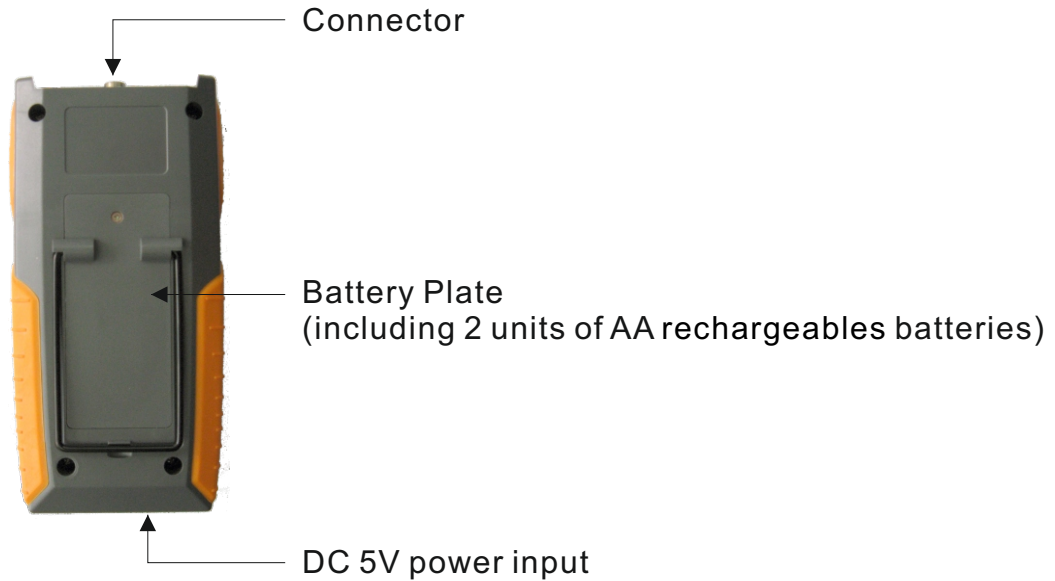 Connector
Battery Plate
(including 2 units of AA rechargeables batteries)
DC 5V power input